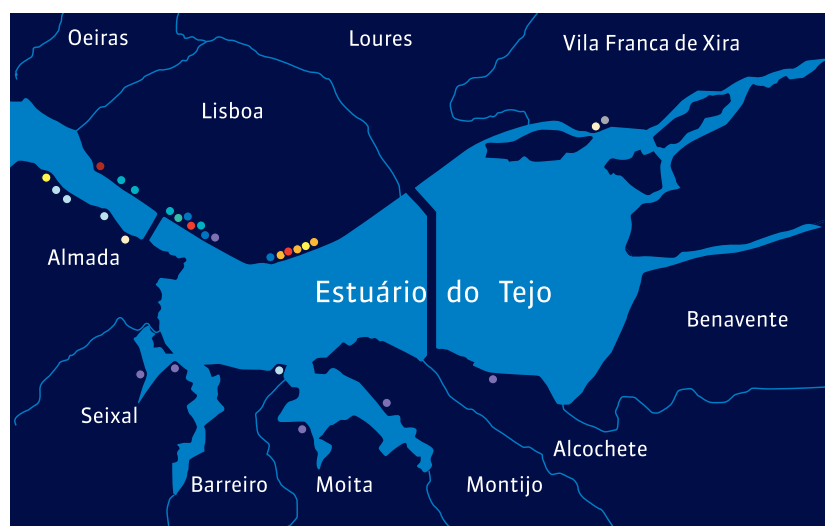 Oeiras
Loures
Vila Franca de Xira
Lisboa
Almada
Estuário do Tejo
Benavente
Seixal
Alcochete
Barreiro
Moita
Montijo